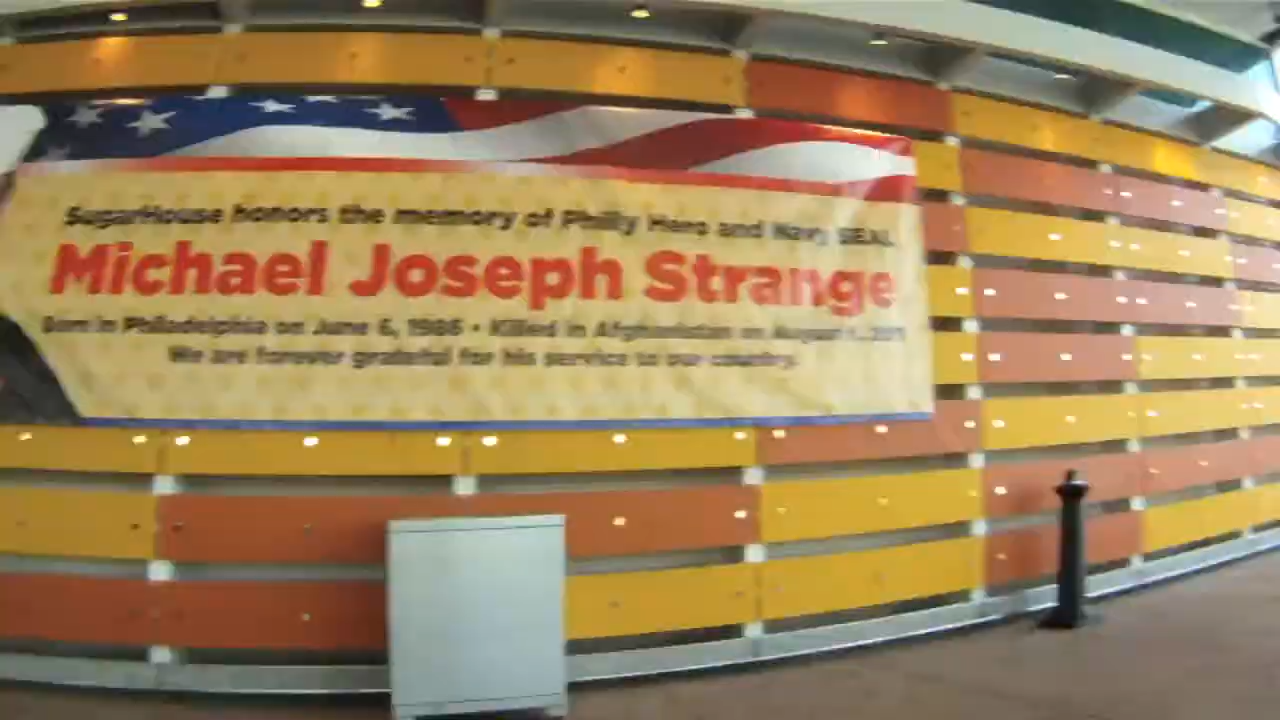 SugarHouse honors the memory of Philly Hero and Navy SEAL
Michael Joseph Strange
Born in Philadelphia on June 6, 1986 • Killed in Afghanistan on August
We are forever grateful for his service to our country.